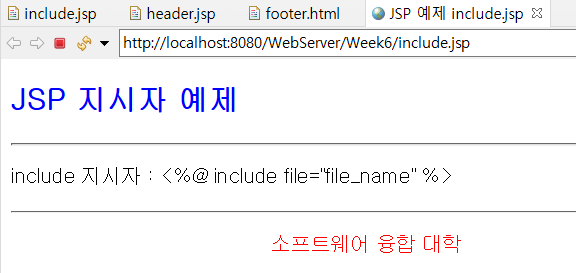 include.jsp header.jsp footer.html JSP 예제 include.jsp
http://localhost:8080/WebServer/Week6/include.jsp
JSP 지시자 예제
include 지시자 : <%@ include file="file_name" %>
소프트웨어 융합 대학